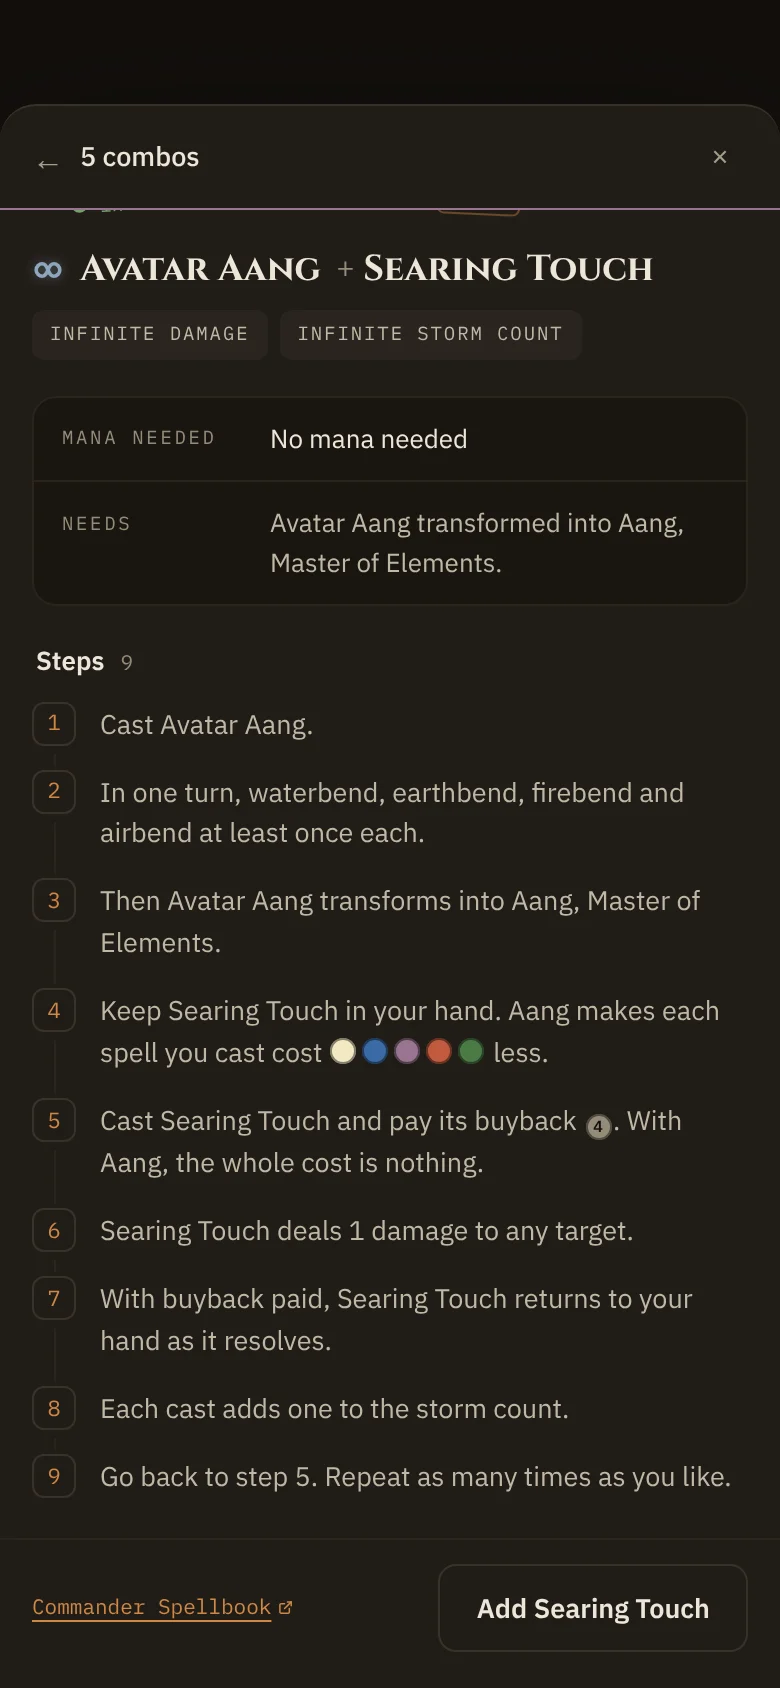 ← 5 combos ×
∞ Avatar Aang + Searing Touch
INFINITE DAMAGE
INFINITE STORM COUNT
MANA NEEDED
No mana needed
NEEDS
Avatar Aang transformed into Aang,
Master of Elements.
Steps 9
1 Cast Avatar Aang.
2 In one turn, waterbend, earthbend, firebend and
airbend at least once each.
3 Then Avatar Aang transforms into Aang, Master of
Elements.
4 Keep Searing Touch in your hand. Aang makes each
spell you cast cost less.
5 Cast Searing Touch and pay its buyback 4. With
Aang, the whole cost is nothing.
6 Searing Touch deals 1 damage to any target.
7 With buyback paid, Searing Touch returns to your
hand as it resolves.
8 Each cast adds one to the storm count.
9 Go back to step 5. Repeat as many times as you like.
Commander Spellbook
Add Searing Touch